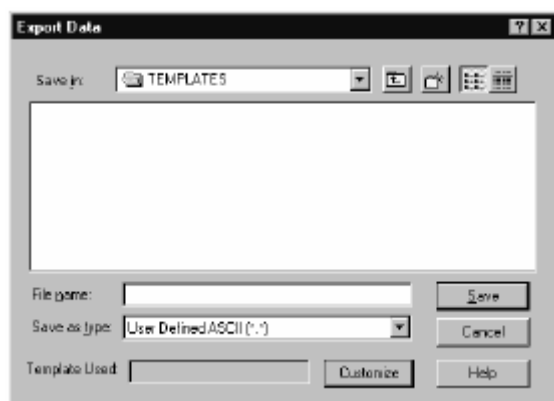 Export Data
Save in: TEMPLATES
File name:
Save
Save as type: User Defined ASCII (*.*)
Cancel
Template Used:
Customize
Help